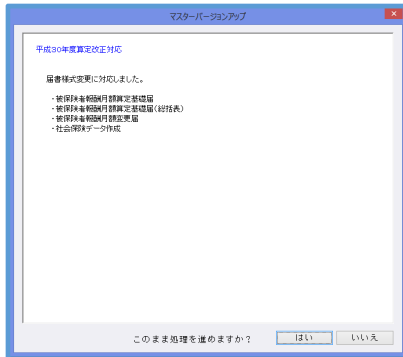 マスターバージョンアップ
平成30年度算定改正対応
届書様式変更に対応しました。
・被保険者報酬月額算定基礎届
・被保険者報酬月額算定基礎届(総括表)
・被保険者報酬月額変更届
・社会保険データ作成
このまま処理を進めますか？ はい いいえ